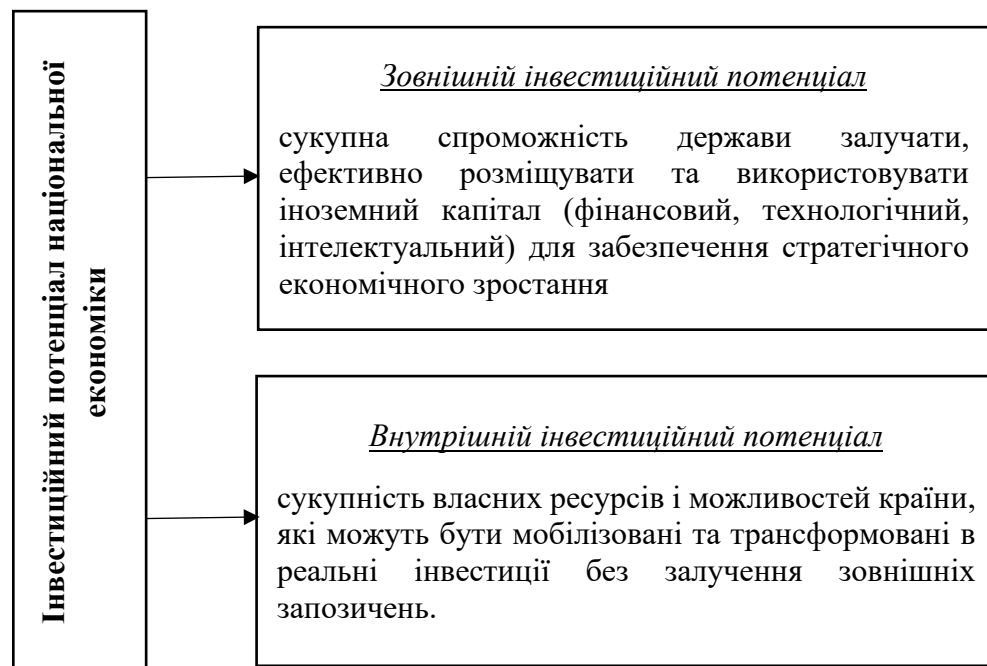 Інвестиційний потенціал національної
економіки
Зовнішній інвестиційний потенціал
сукупна спроможність держави залучати,
ефективно розміщувати та використовувати
іноземний капітал (фінансовий, технологічний,
інтелектуальний) для забезпечення стратегічного
економічного зростання
Внутрішній інвестиційний потенціал
сукупність власних ресурсів і можливостей країни,
які можуть бути мобілізовані та трансформовані в
реальні інвестиції без залучення зовнішніх
запозичень.